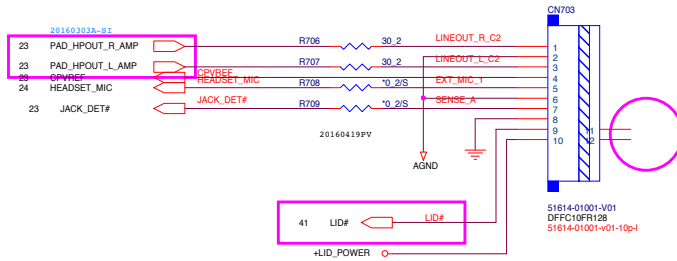 CN703
20160303A-SI
23 PAD_HPOUT_R_AMP R706 30_2 LINEOUT_R_C2 1
2
23 PAD_HPOUT_L_AMP R707 30_2 LINEOUT_L_C2 3
23 CPVREF CPVREF 4
24 HEADSET_MIC HEADSET_MIC R708 *0_2/S EXT_MIC_1 5
6
23 JACK_DET# JACK_DET# R709 *0_2/S SENSE_A 7
8
9 11
10 12
20160419PV
AGND
51614-01001-V01
DFFC10FR128
51614-01001-v01-10p-l
41 LID# LID#
+LID_POWER